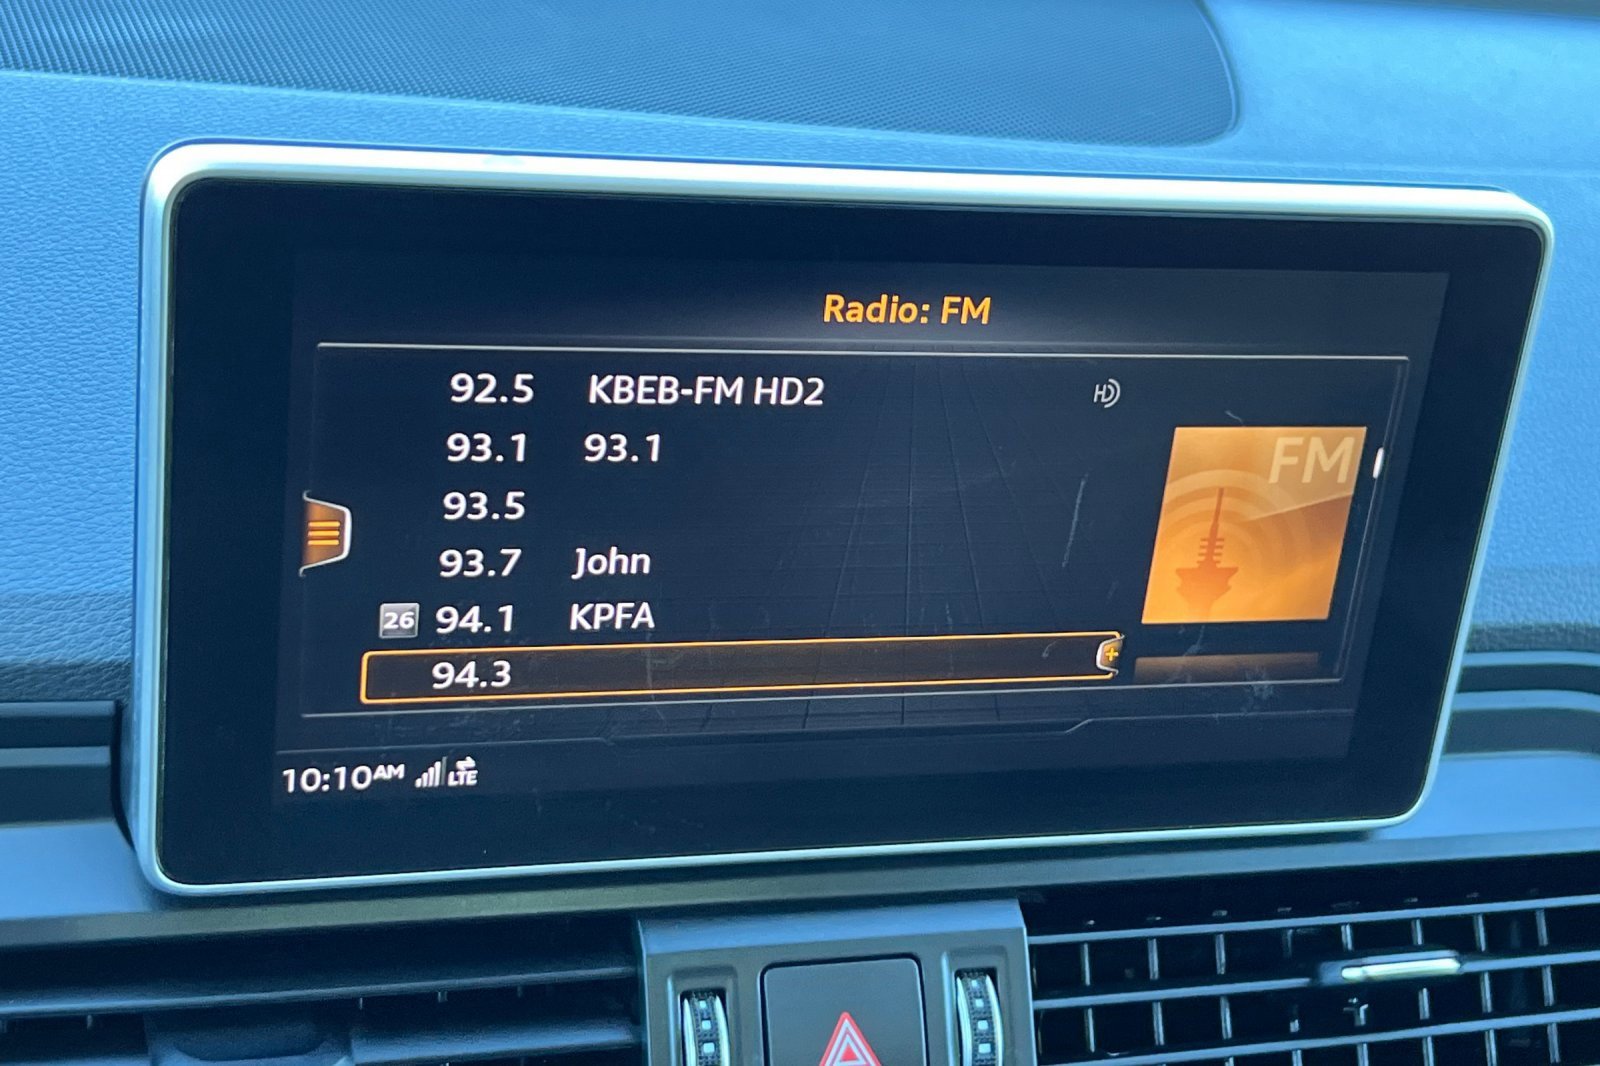 Radio: FM
92.5 KBEB-FM HD2 HD
93.1 93.1
FM
93.5
93.7 John
26 94.1 KPFA
94.3
10:10AM LTE